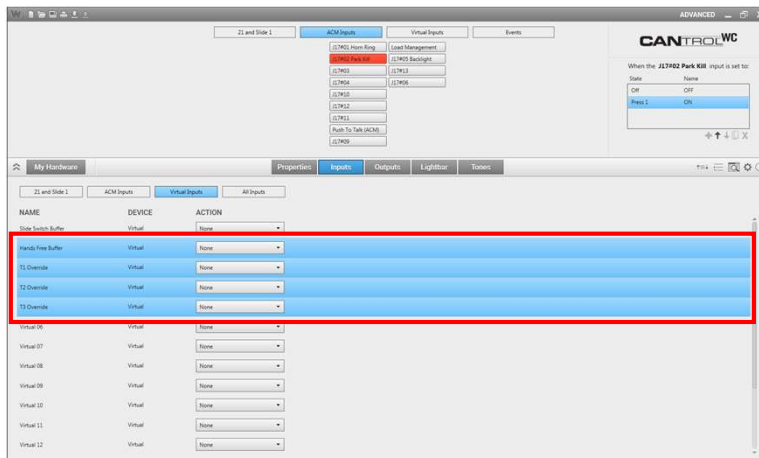 ADVANCED
21 and Slide 1 ACM Inputs Virtual Inputs Events
CANTROL WC
J17#01 Horn Ring Load Management
J17#02 Park Kill J17#05 Backlight
J17#03 J17#13
J17#04 J17#06
J17#10
J17#12
J17#11
Push To Talk (ACM)
J17#09
When the J17#02 Park Kill input is set to:
State Name
Off OFF
Press 1 ON
My Hardware Properties Inputs Outputs Lightbar Tones
21 and Slide 1 ACM Inputs Virtual Inputs All Inputs
NAME DEVICE ACTION
Slide Switch Buffer Virtual None
Hands Free Buffer Virtual None
T1 Override Virtual None
T2 Override Virtual None
T3 Override Virtual None
Virtual 06 Virtual None
Virtual 07 Virtual None
Virtual 08 Virtual None
Virtual 09 Virtual None
Virtual 10 Virtual None
Virtual 11 Virtual None
Virtual 12 Virtual None